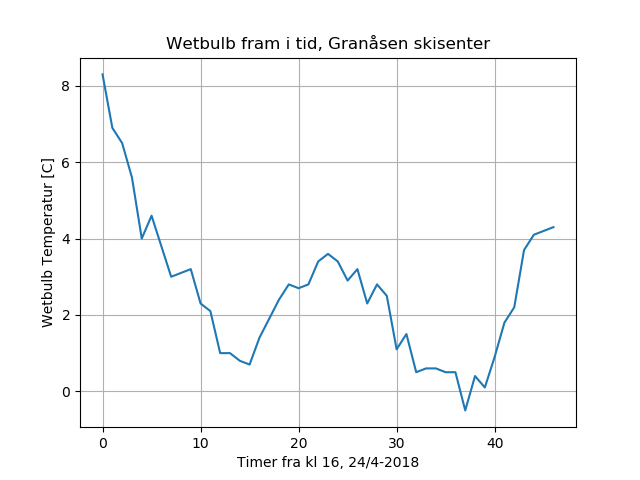 Wetbulb fram i tid, Granåsen skisenter
Wetbulb Temperatur [C]
8
6
4
2
0
0 10 20 30 40
Timer fra kl 16, 24/4-2018